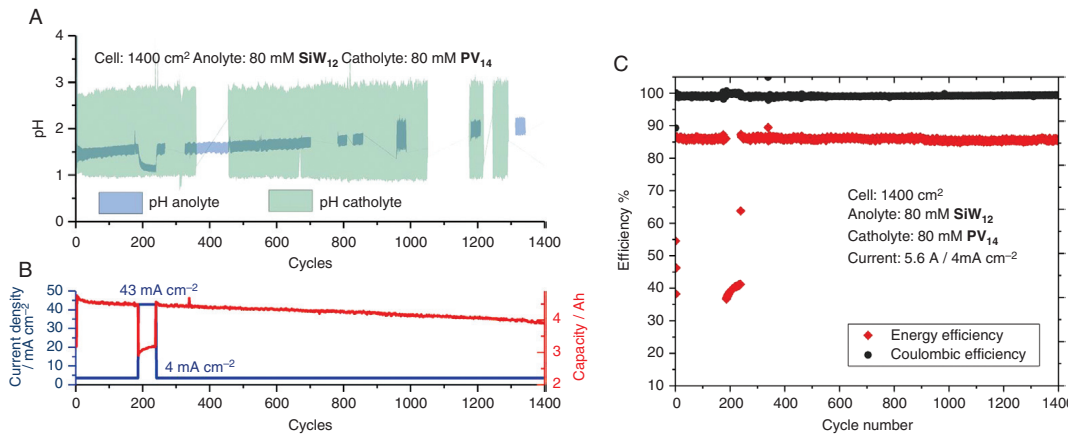 A
Cell: 1400 cm² Anolyte: 80 mM SiW₁₂ Catholyte: 80 mM PV₁₄
pH
5
4
3
2
1
0
pH anolyte
pH catholyte
0 200 400 600 800 1000 1200 1400
Cycles
B
Current density
/ mA cm⁻²
50
40
30
20
10
0
43 mA cm⁻²
4 mA cm⁻²
4
3
2
Capacity / Ah
0 200 400 600 800 1000 1200 1400
Cycles
C
Efficiency %
100
90
80
70
60
50
40
30
20
10
Cell: 1400 cm²
Anolyte: 80 mM SiW₁₂
Catholyte: 80 mM PV₁₄
Current: 5.6 A / 4mA cm⁻²
Energy efficiency
Coulombic efficiency
0 200 400 600 800 1000 1200 1400
Cycle number